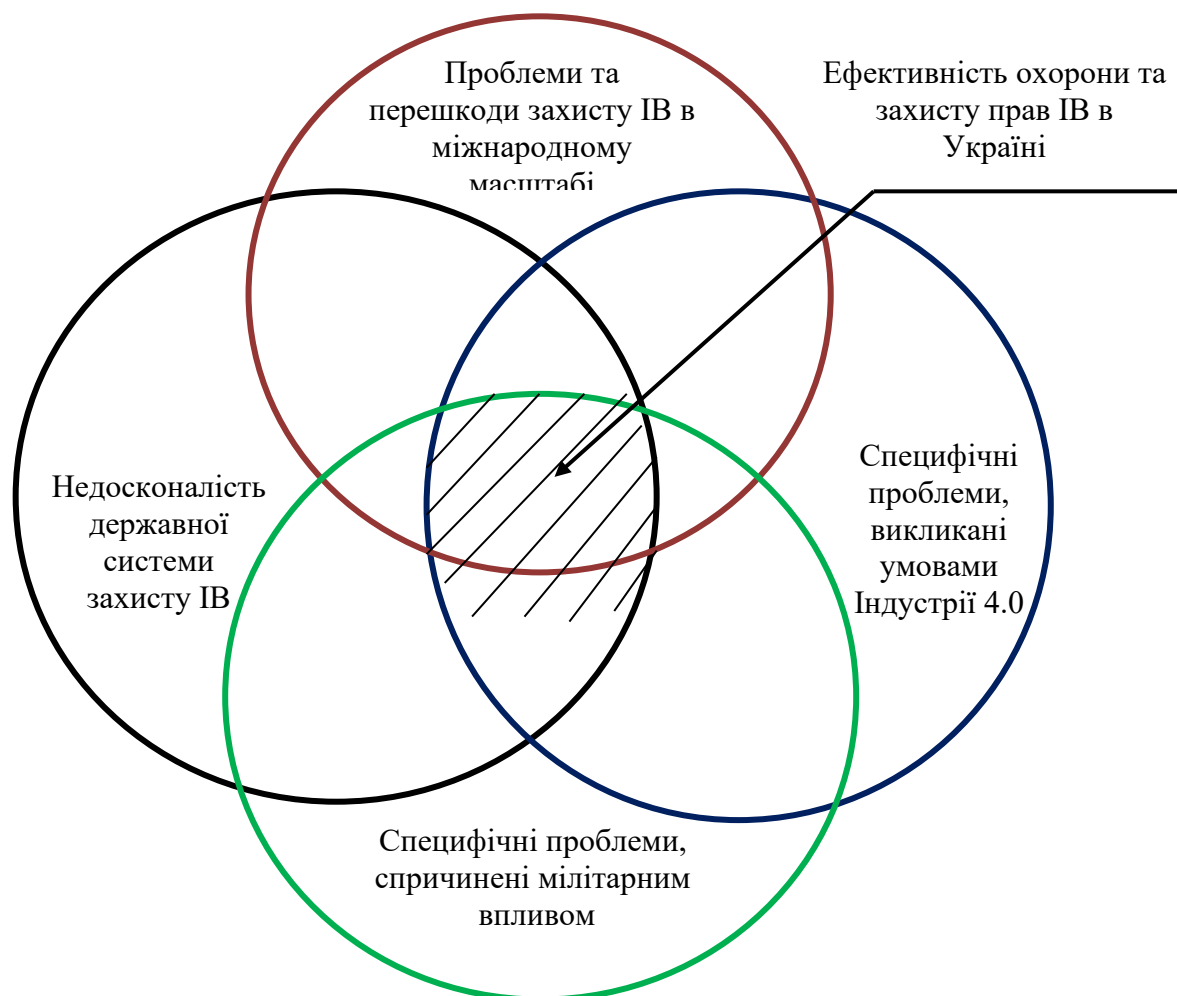 Проблеми та
перешкоди захисту ІВ в
міжнародному
масштабі
Ефективність охорони та
захисту прав ІВ в
Україні
Недосконалість
державної
системи
захисту ІВ
Специфічні
проблеми,
викликані
умовами
Індустрії 4.0
Специфічні проблеми,
спричинені мілітарним
впливом